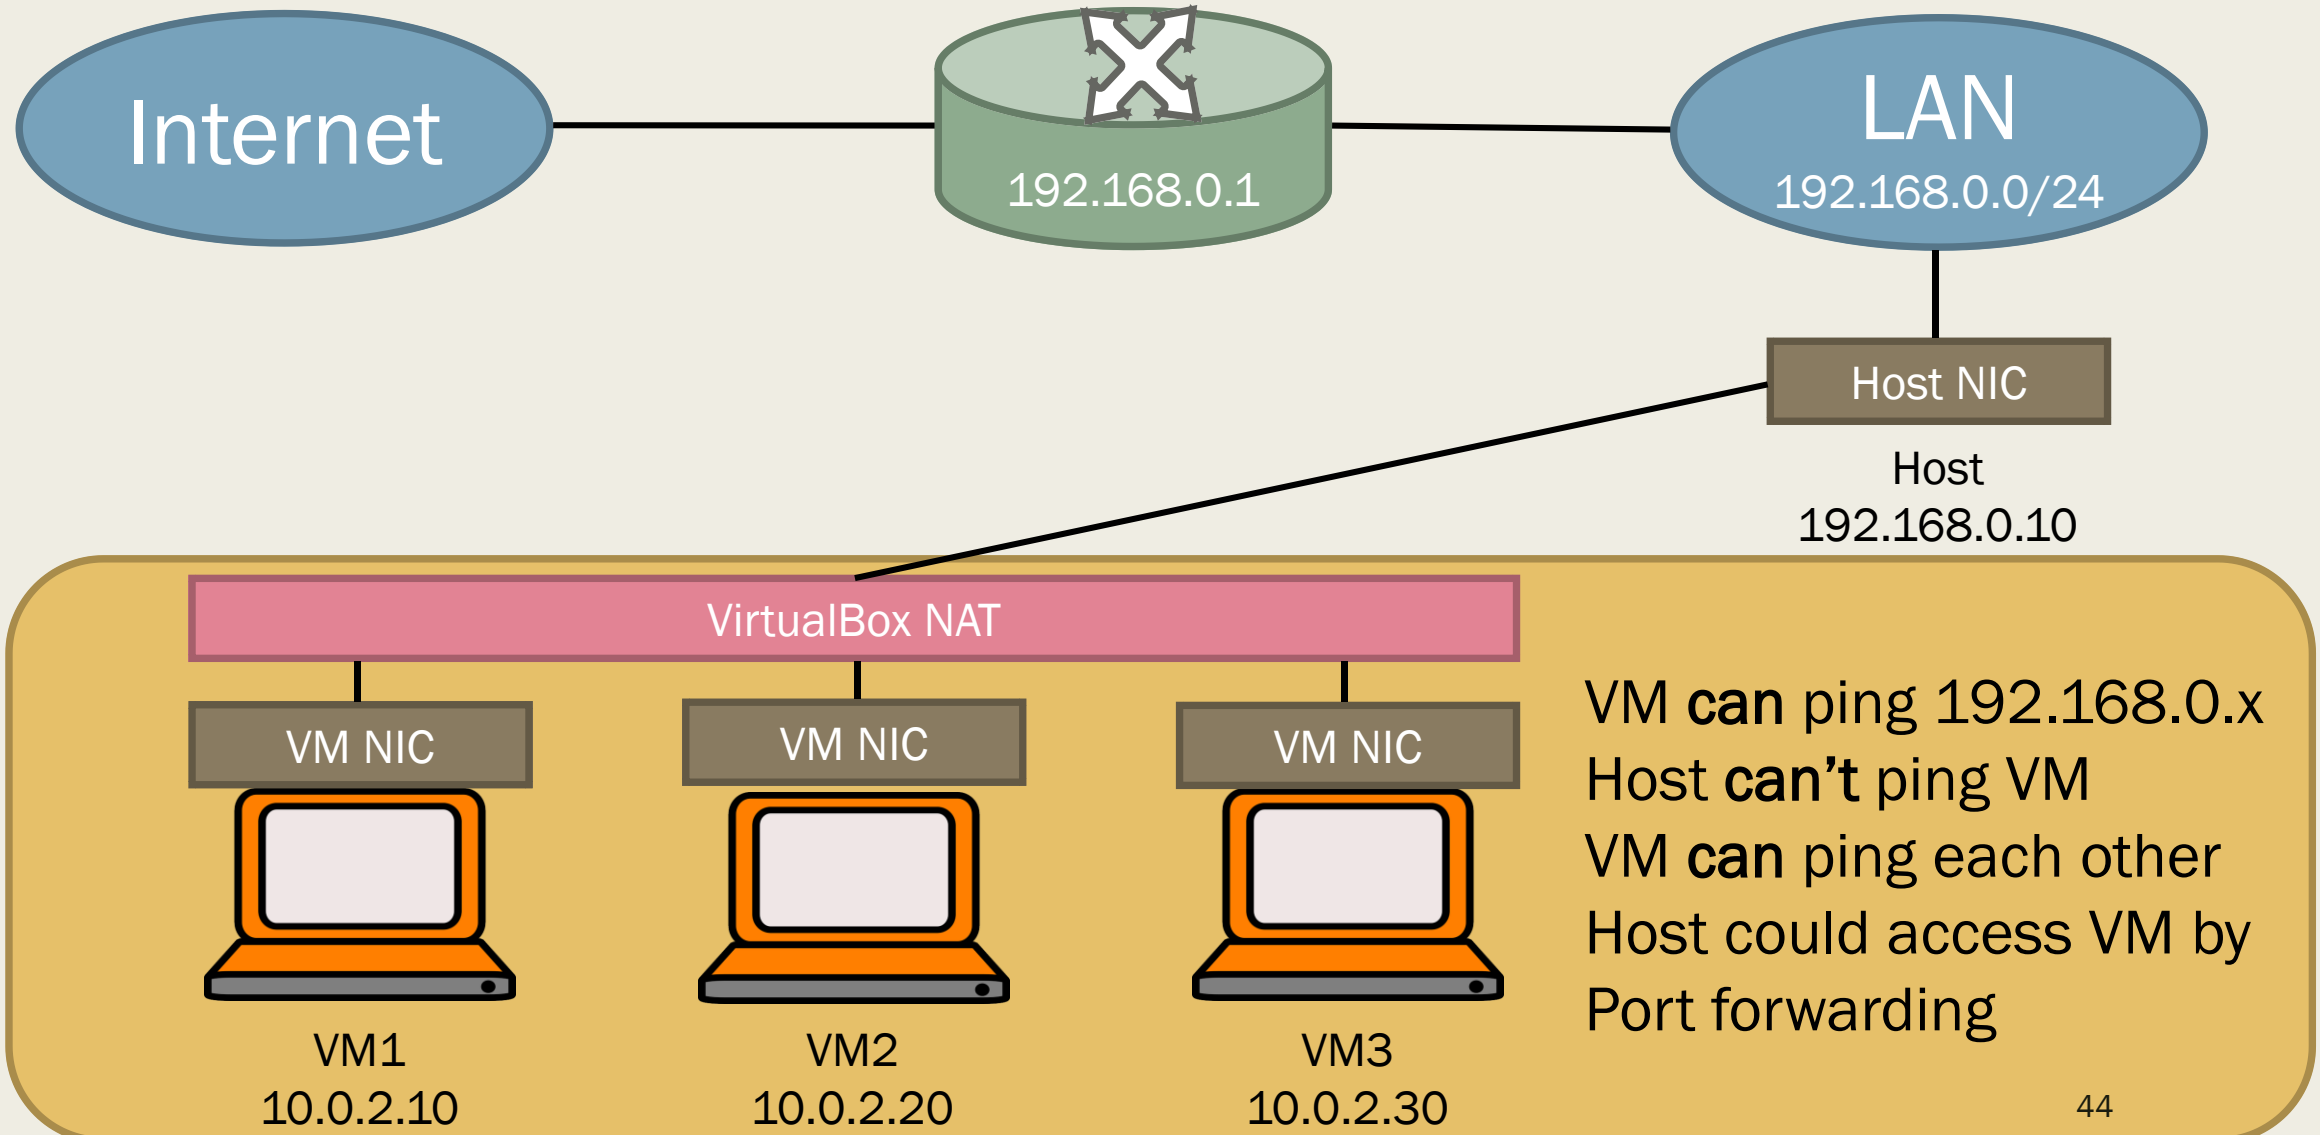 Internet
192.168.0.1
LAN
192.168.0.0/24
Host NIC
Host
192.168.0.10
VirtualBox NAT
VM NIC
VM NIC
VM NIC
VM1
10.0.2.10
VM2
10.0.2.20
VM3
10.0.2.30
VM can ping 192.168.0.x
Host can’t ping VM
VM can ping each other
Host could access VM by
Port forwarding
44